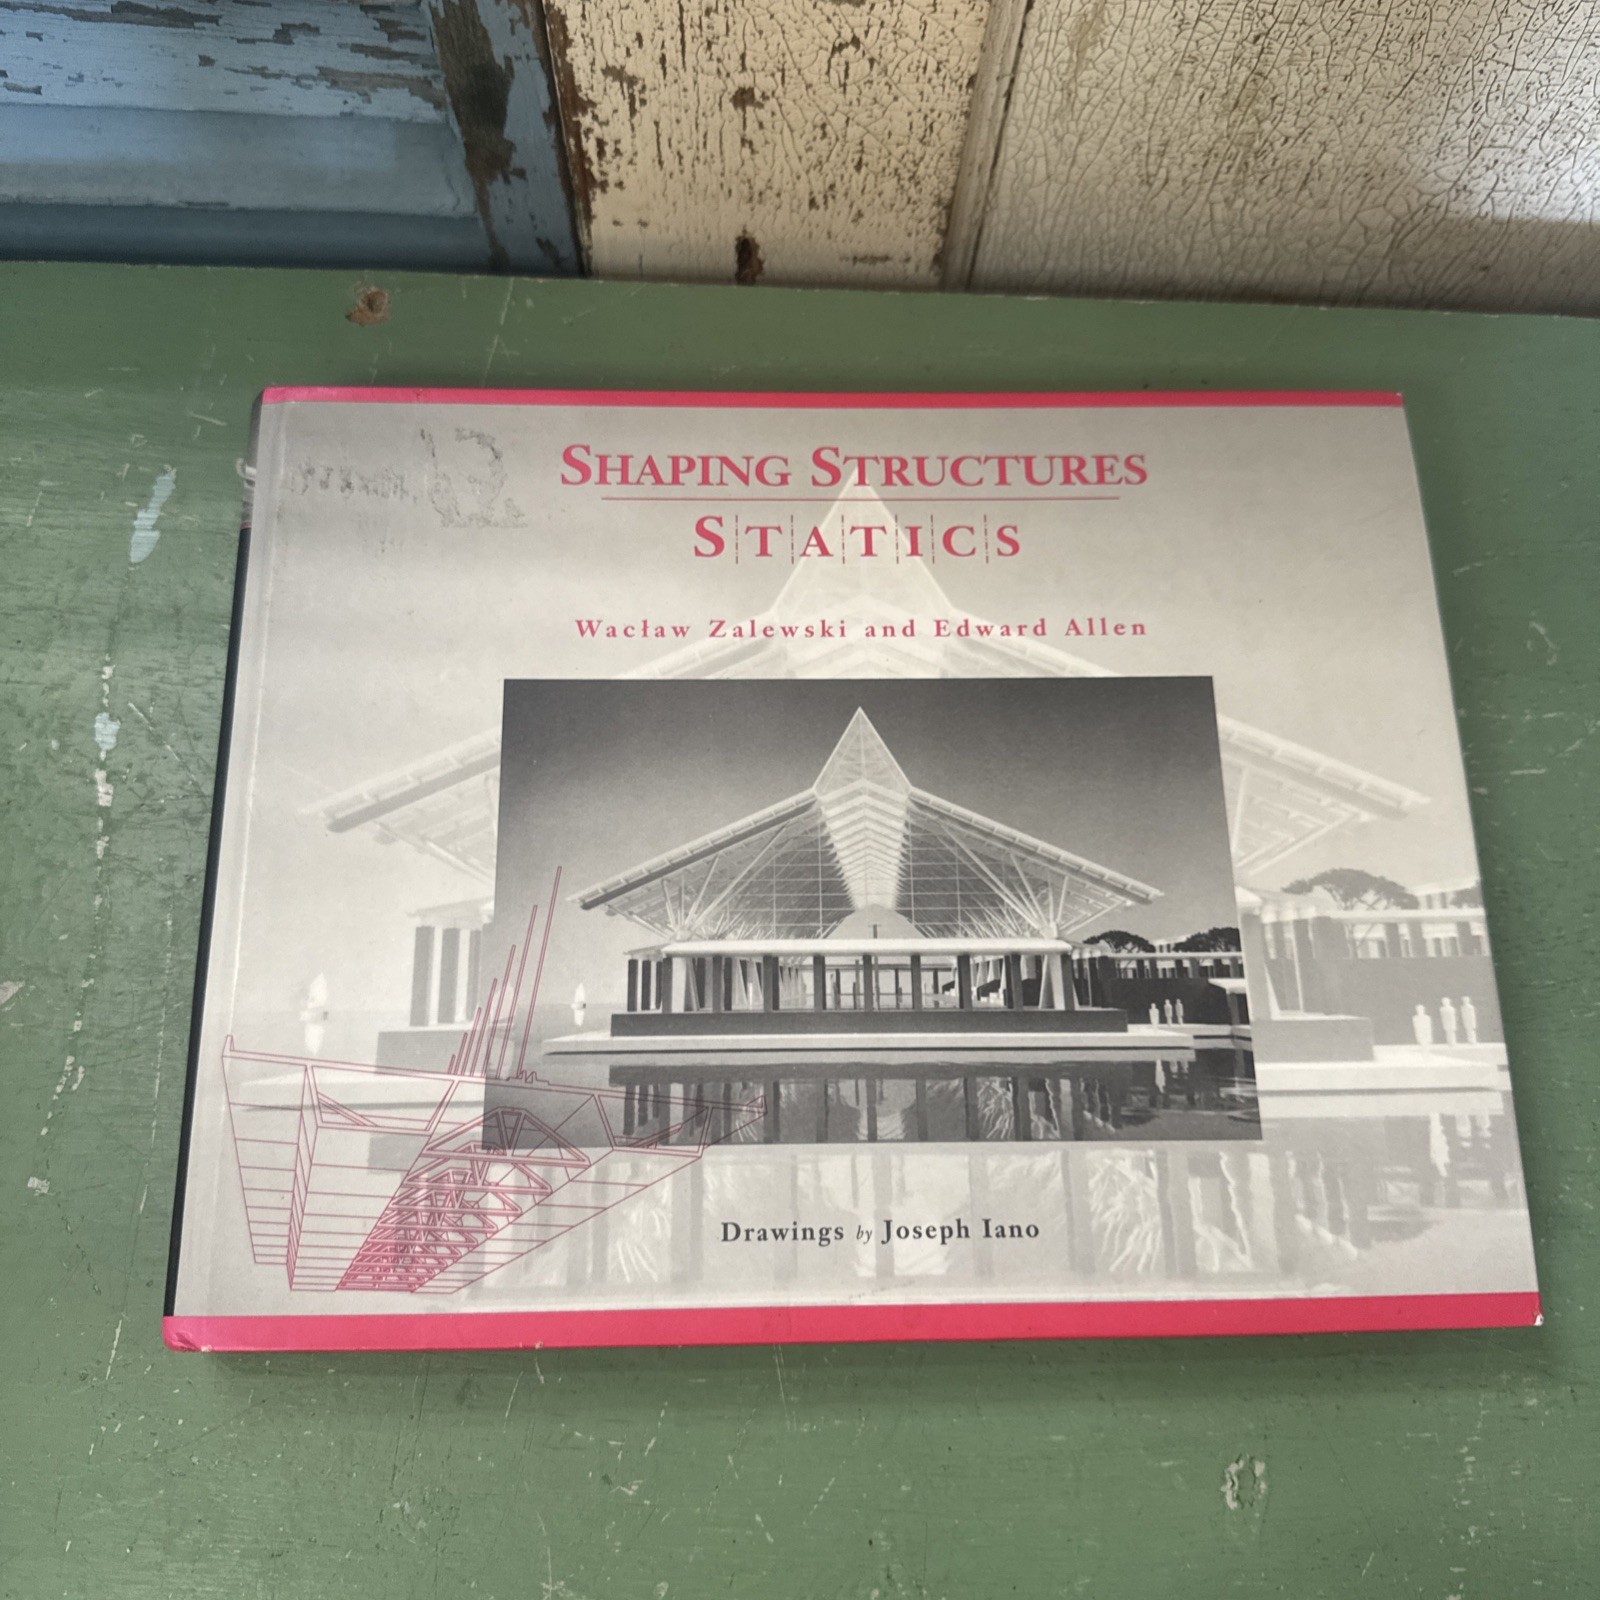 SHAPING STRUCTURES
STATICS
Wacław Zalewski and Edward Allen
Drawings by Joseph Iano